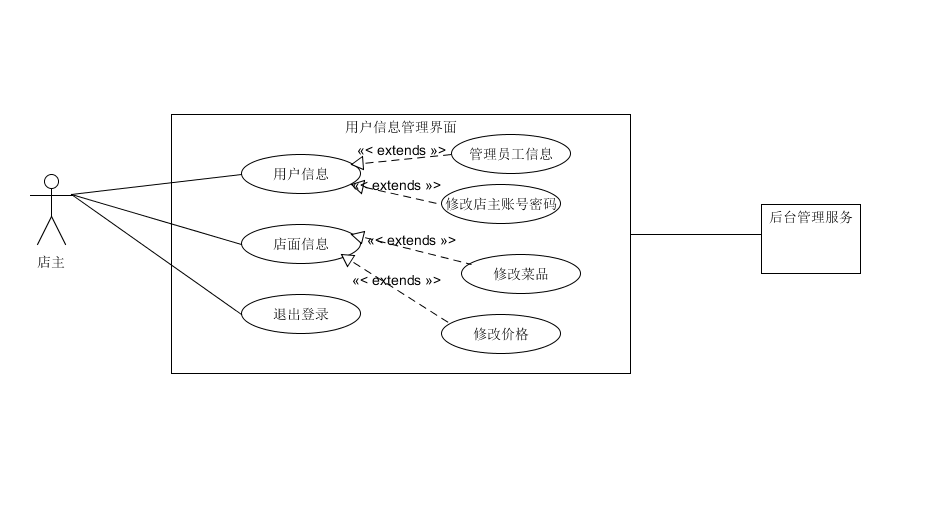 用户信息管理界面
«< extends »>
管理员工信息
用户信息
«< extends »>
修改店主账号密码
后台管理服务
店面信息
«< extends »>
店主
修改菜品
«< extends »>
退出登录
修改价格